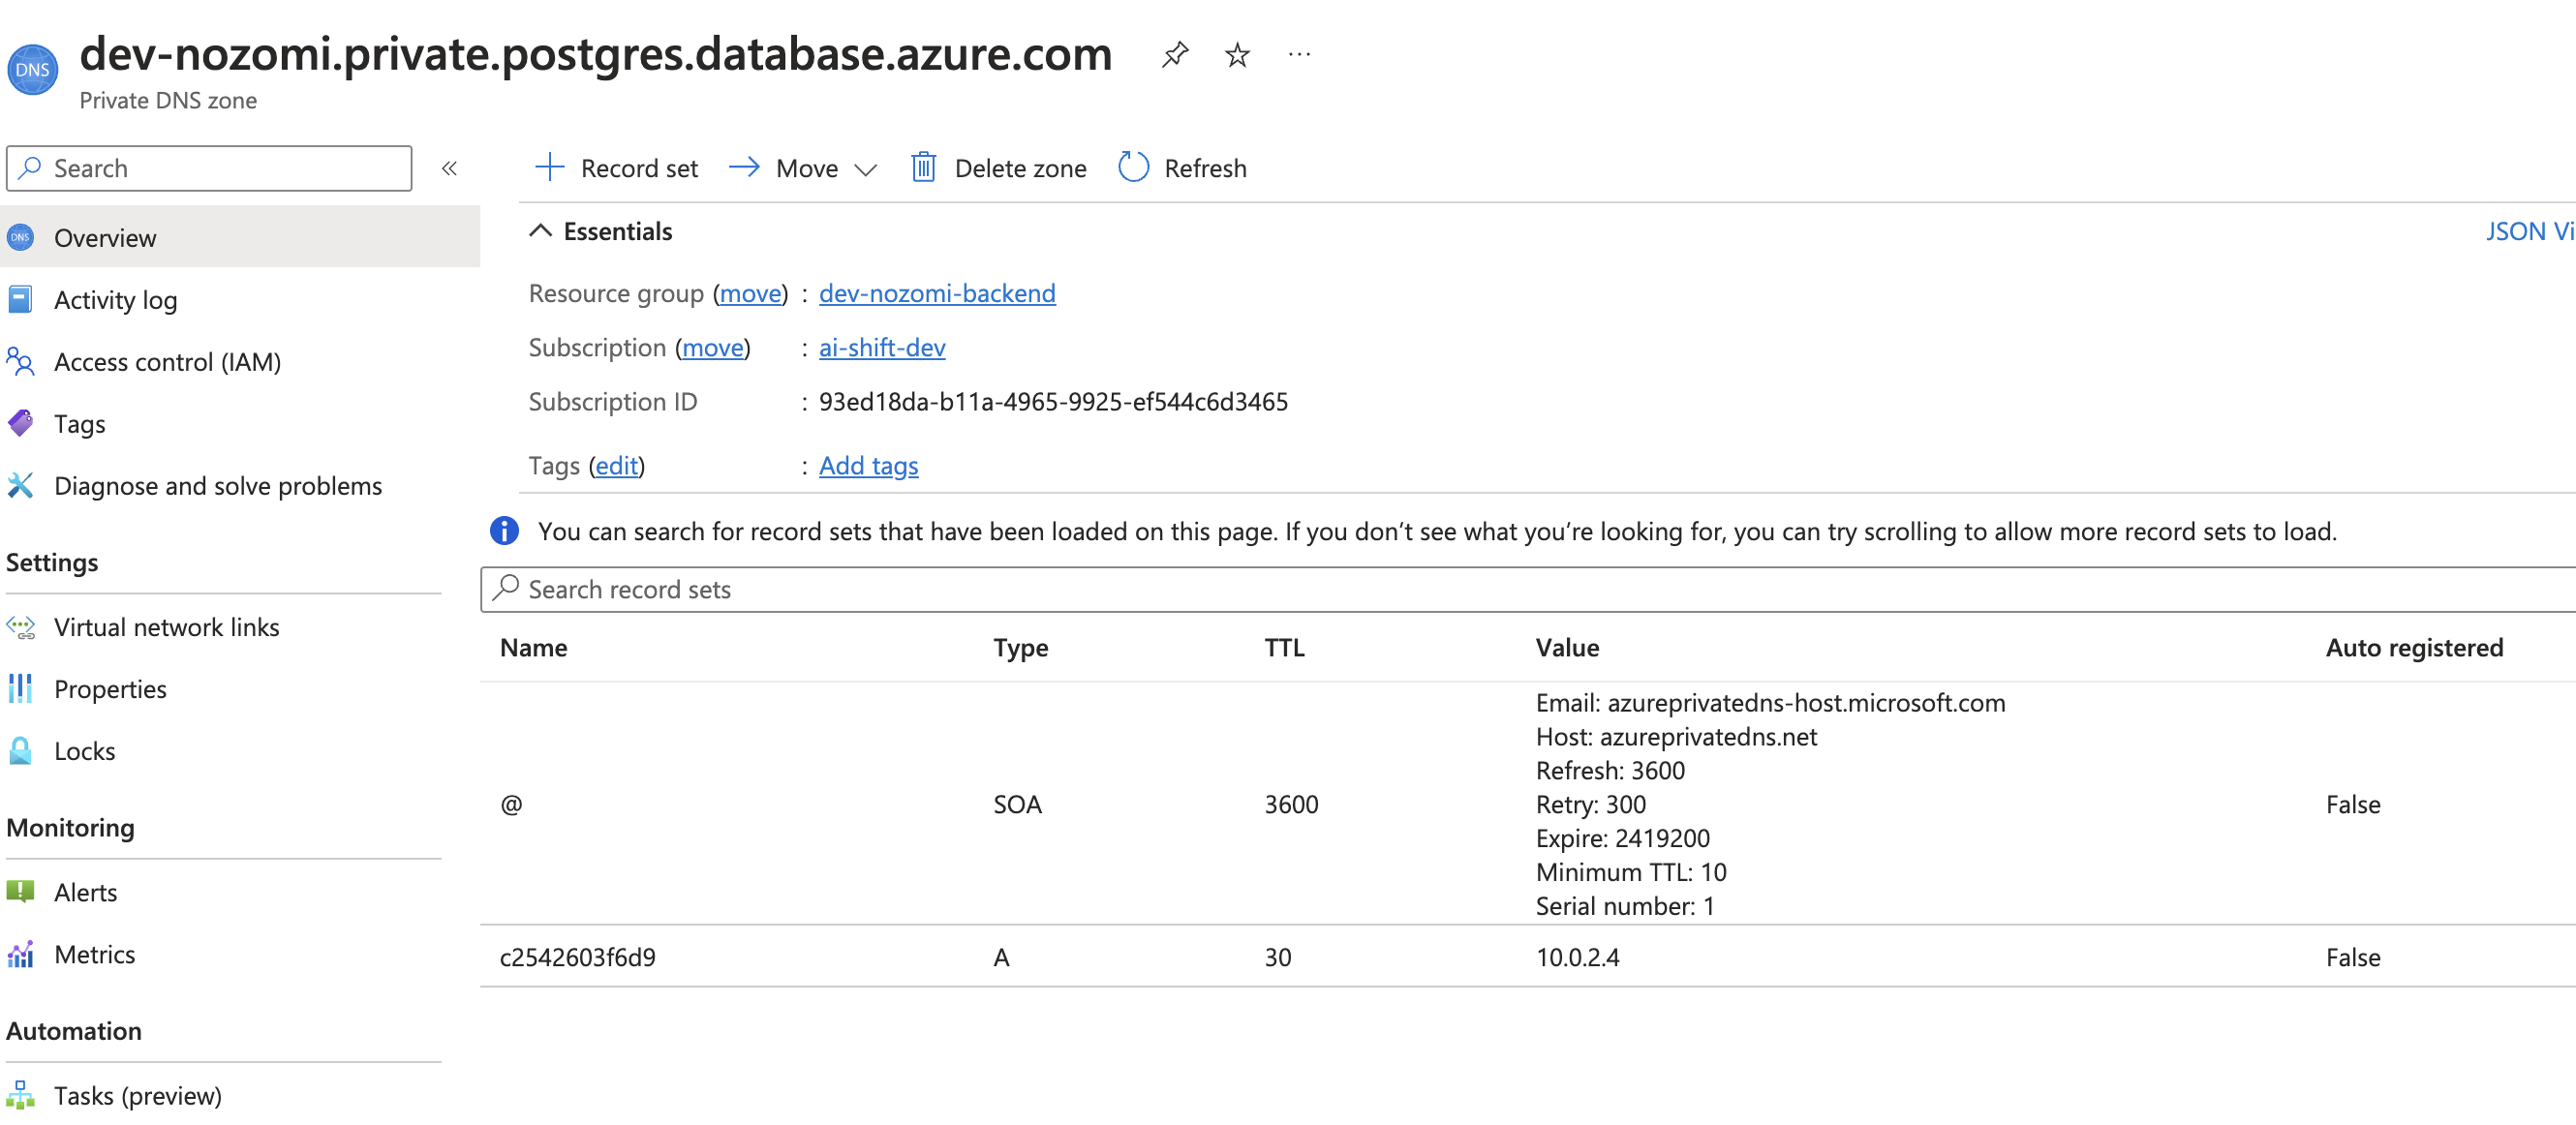 DNS
dev-nozomi.private.postgres.database.azure.com
Private DNS zone
Search
Record set
Move
Delete zone
Refresh
DNS
Overview
Activity log
Access control (IAM)
Tags
Diagnose and solve problems
Settings
Virtual network links
Properties
Locks
Monitoring
Alerts
Metrics
Automation
Tasks (preview)
Essentials
JSON Vi
Resource group (move) : dev-nozomi-backend
Subscription (move) : ai-shift-dev
Subscription ID : 93ed18da-b11a-4965-9925-ef544c6d3465
Tags (edit) : Add tags
You can search for record sets that have been loaded on this page. If you don’t see what you’re looking for, you can try scrolling to allow more record sets to load.
Search record sets
Name Type TTL Value Auto registered
@ SOA 3600 Email: azureprivatedns-host.microsoft.com
Host: azureprivatedns.net
Refresh: 3600
Retry: 300
Expire: 2419200
Minimum TTL: 10
Serial number: 1
False
c2542603f6d9 A 30 10.0.2.4 False